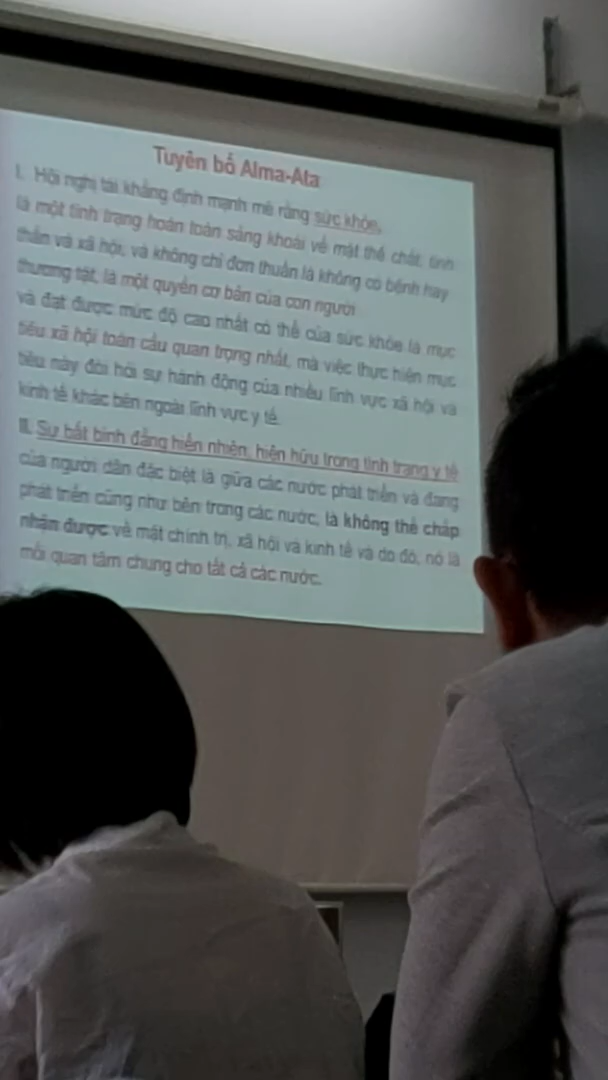 Tuyên bố Alma-Ata
I. Hội nghị tái khẳng định mạnh mẽ rằng sức khỏe,
là một tình trạng hoàn toàn sảng khoái về mặt thể chất, tinh
thần và xã hội, và không chỉ đơn thuần là không có bệnh hay
thương tật, là một quyền cơ bản của con người
và đạt được mức độ cao nhất có thể của sức khỏe là mục
tiêu xã hội toàn cầu quan trọng nhất, mà việc thực hiện mục
tiêu này đòi hỏi sự hành động của nhiều lĩnh vực xã hội và
kinh tế khác bên ngoài lĩnh vực y tế.
II. Sự bất bình đẳng hiển nhiên, hiện hữu trong tình trạng y tế
của người dân đặc biệt là giữa các nước phát triển và đang
phát triển cũng như bên trong các nước, là không thể chấp
nhận được về mặt chính trị, xã hội và kinh tế và do đó, nó là
mối quan tâm chung cho tất cả các nước.